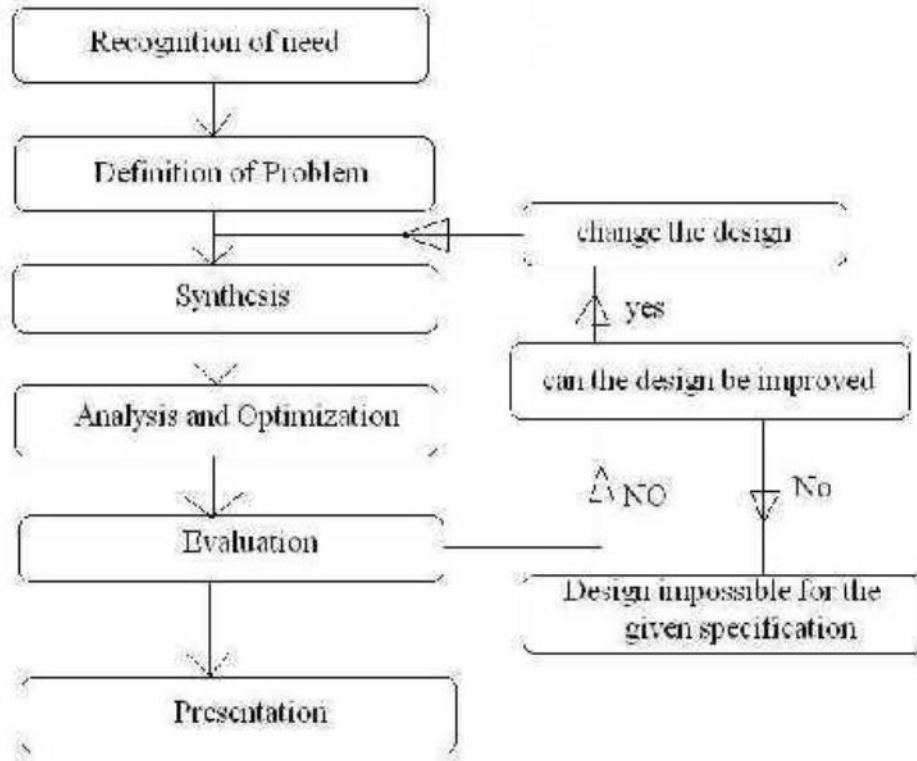 Recognition of need
Definition of Problem
change the design
Synthesis
yes
can the design be improved
Analysis and Optimization
NO
No
Evaluation
Design impossible for the
given specification
Presentation